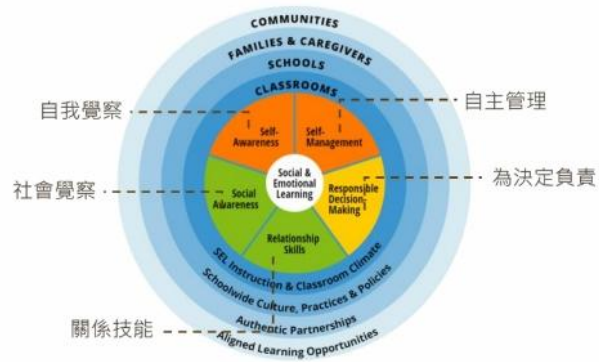 COMMUNITIES
FAMILIES & CAREGIVERS
SCHOOLS
CLASSROOMS
自我覺察
自主管理
Self-
Awareness
Self-
Management
Social &
Emotional
Learning
社會覺察
為決定負責
Social
Awareness
Responsible
Decision-
Making
Relationship
Skills
關係技能
SEL Instruction & Classroom Climate
Schoolwide Culture, Practices & Policies
Authentic Partnerships
Aligned Learning Opportunities